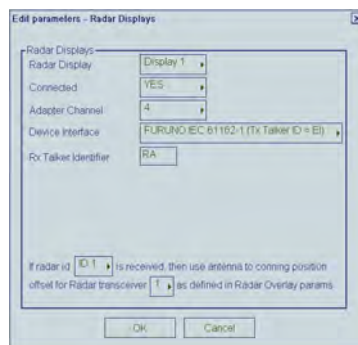 Edit parameters - Radar Displays
Radar Displays
Radar Display Display 1
Connected YES
Adapter Channel 4
Device Interface FURUNO IEC 61162-1 (Tx Talker ID = EI)
Rx Talker Identifier RA
If radar id ID 1 is received, then use antenna to conning position
offset for Radar transceiver 1 as defined in Radar Overlay params
OK Cancel